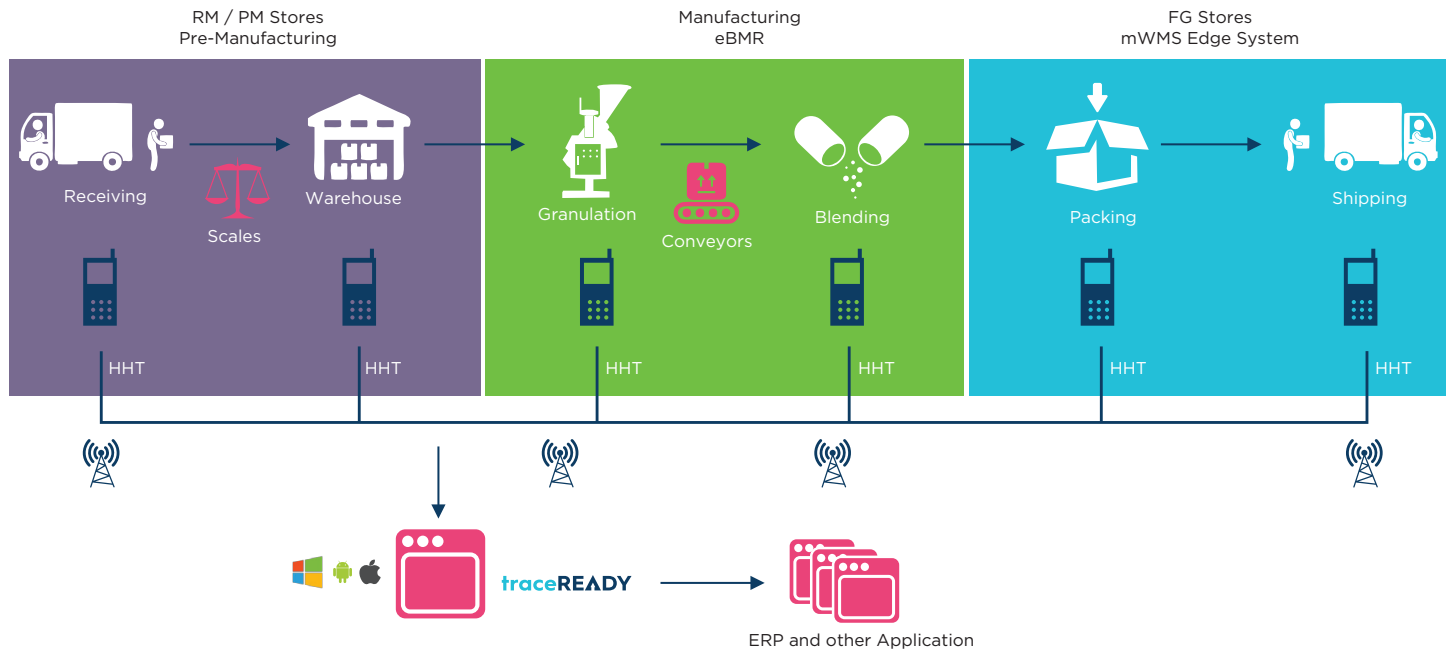 RM / PM Stores
Pre-Manufacturing
Manufacturing
eBMR
FG Stores
mWMS Edge System
Receiving
Scales
Warehouse
Granulation
Conveyors
Blending
Packing
Shipping
HHT
HHT
HHT
HHT
HHT
HHT
traceREADY
ERP and other Application